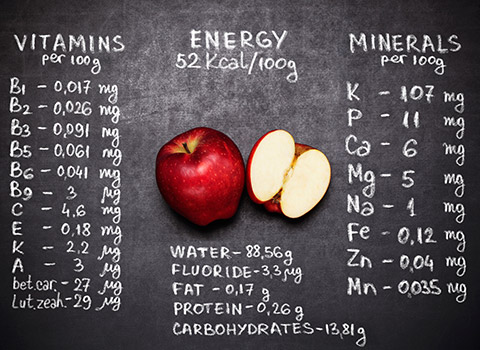 VITAMINS
per 100g
B1 - 0,017 mg
B2 - 0,026 mg
B3 - 0,091 mg
B5 - 0,061 mg
B6 - 0,041 mg
B9 - 3 µg
C - 4,6 mg
E - 0,18 mg
K - 2,2 µg
A - 3 µg
bet.car. - 27 µg
Lut.zeah. - 29 µg
ENERGY
52 Kcal/100g
WATER - 88,56g
FLUORIDE - 3,3 µg
FAT - 0,17 g
PROTEIN - 0,26 g
CARBOHYDRATES - 13,81g
MINERALS
per 100g
K - 107 mg
P - 11 mg
Ca - 6 mg
Mg - 5 mg
Na - 1 mg
Fe - 0,12 mg
Zn - 0,04 mg
Mn - 0,035 mg